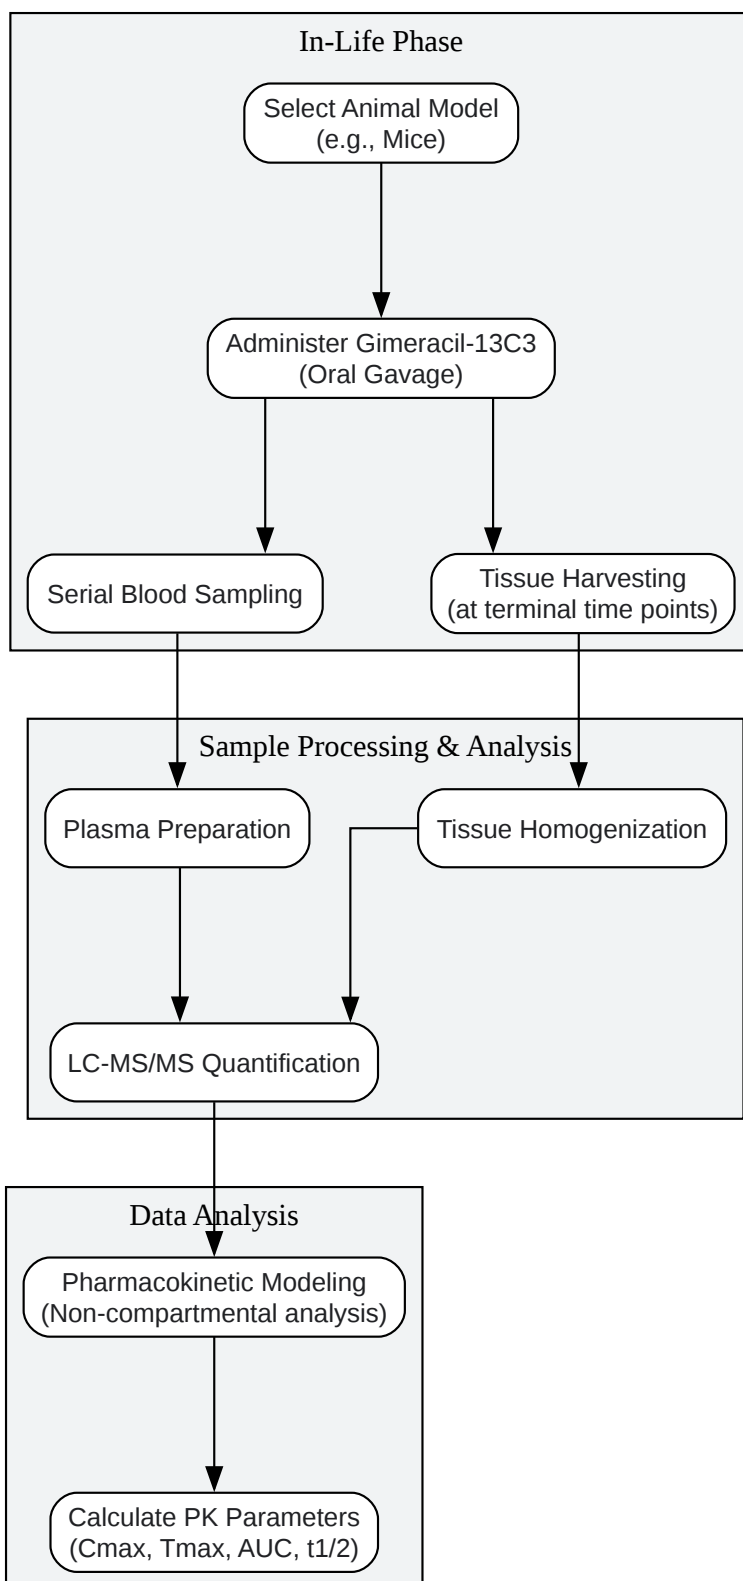 In-Life Phase
Select Animal Model
(e.g., Mice)
Administer Gimeracil-13C3
(Oral Gavage)
Serial Blood Sampling
Tissue Harvesting
(at terminal time points)
Sample Processing & Analysis
Plasma Preparation
Tissue Homogenization
LC-MS/MS Quantification
Data Analysis
Pharmacokinetic Modeling
(Non-compartmental analysis)
Calculate PK Parameters
(Cmax, Tmax, AUC, t1/2)